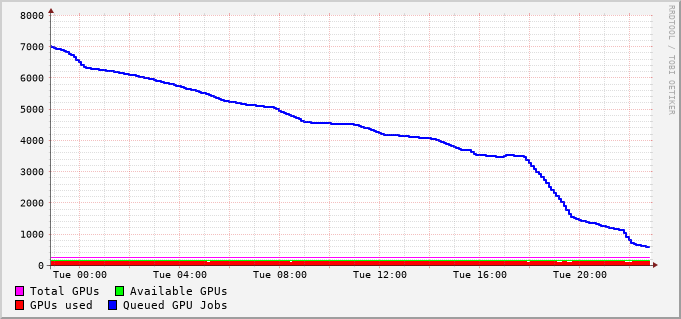 RRDTOOL / TOBI OETIKER
8000
7000
6000
5000
4000
3000
2000
1000
0
Tue 00:00 Tue 04:00 Tue 08:00 Tue 12:00 Tue 16:00 Tue 20:00
Total GPUs Available GPUs
GPUs used Queued GPU Jobs